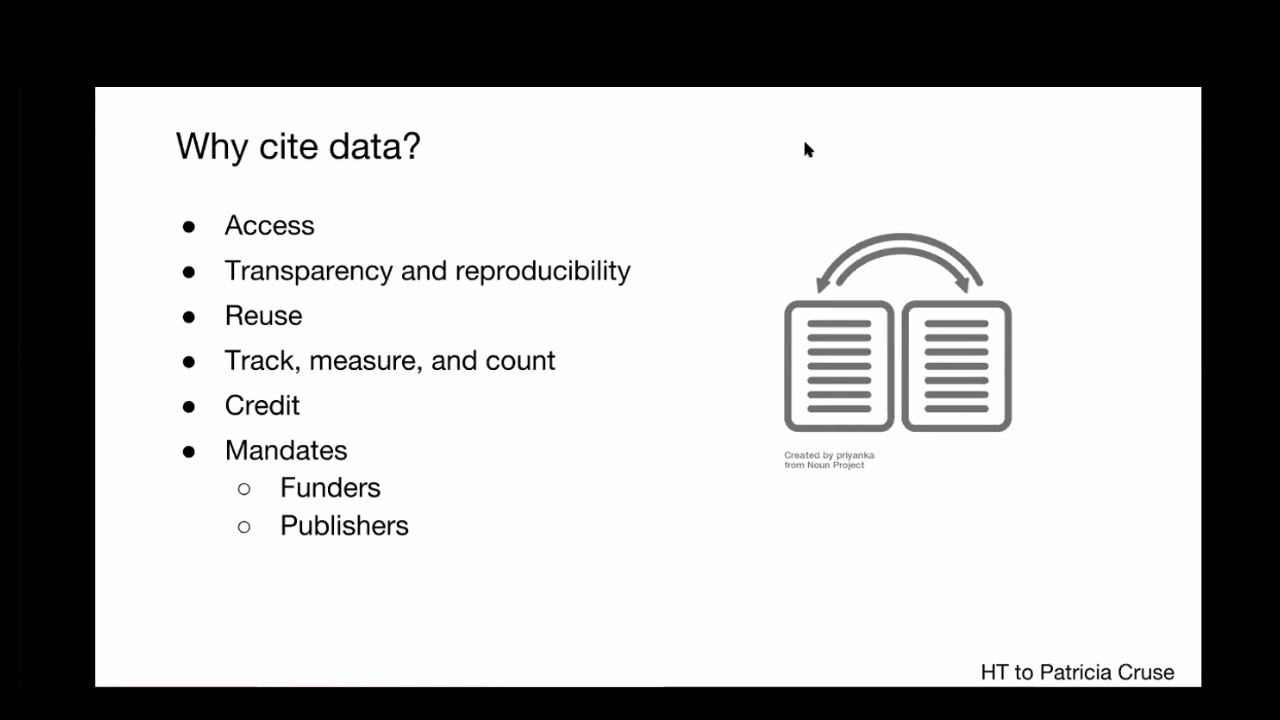 Why cite data?
● Access
● Transparency and reproducibility
● Reuse
● Track, measure, and count
● Credit
● Mandates
○ Funders
○ Publishers
Created by priyanka
from Noun Project
HT to Patricia Cruse